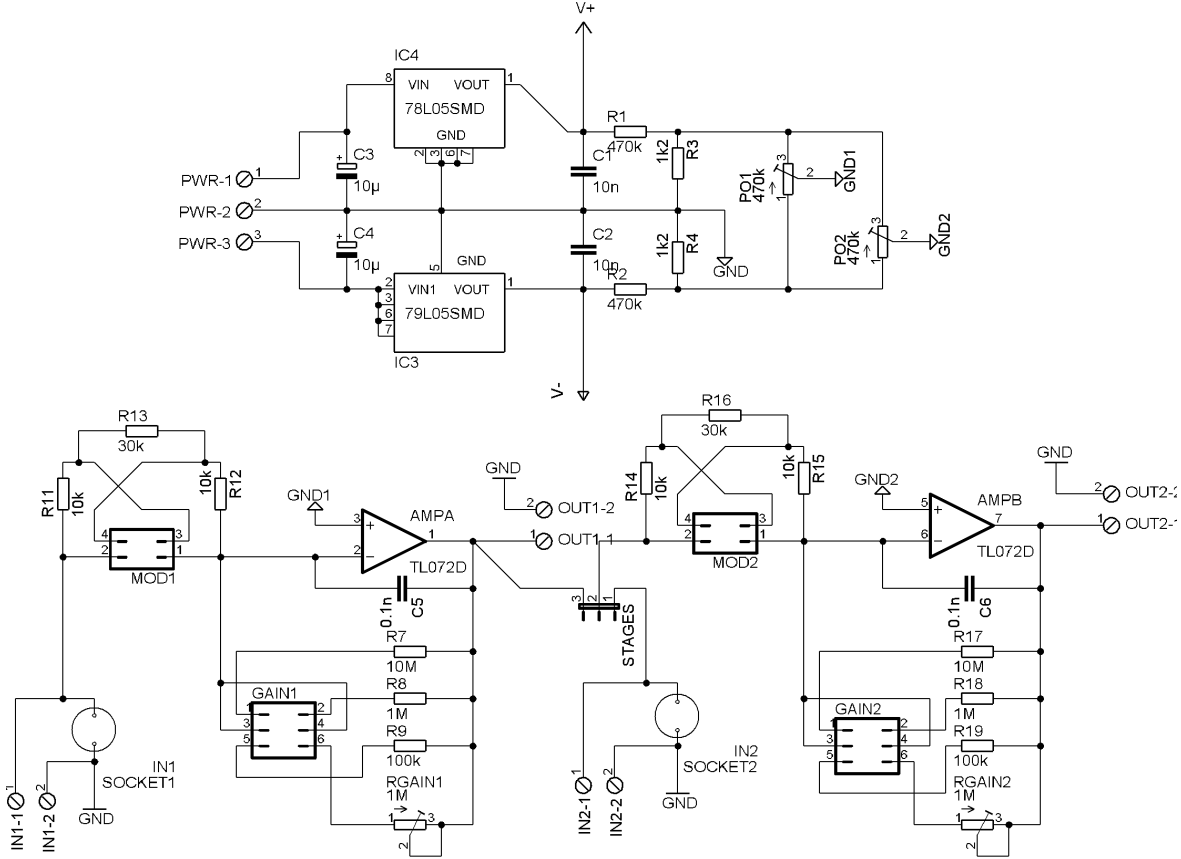 V+
IC4
8 VIN VOUT 1
78L05SMD
GND
2 3 6 7
R1
470k
C3
+
10µ
C1
10n
1k2
R3
PO1
470k
3
2
1
GND1
PWR-1 1
PWR-2 2
PWR-3 3
C4
+
10µ
C2
10n
1k2
R4
PO2
470k
3
2
1
GND2
GND
5
GND
R2
470k
2 VIN1 VOUT 1
3
79L05SMD
6
7
IC3
V-
R13
30k
R11
10k
10k
R12
4 3
2 1
MOD1
GND1
3 +
2 -
AMPA
1
TL072D
0.1n
C5
GND
2 OUT1-2
1 OUT1-1
R16
30k
R14
10k
10k
R15
4 3
2 1
MOD2
GND2
5 +
6 -
AMPB
7
TL072D
0.1n
C6
GND
2 OUT2-2
1 OUT2-1
3 2 1
STAGES
R7
10M
R8
1M
R9
100k
GAIN1
1 2
3 4
5 6
RGAIN1
1M
1 3
2
IN1
SOCKET1
1
2
IN1-1
IN1-2
GND
IN2
SOCKET2
1
2
IN2-1
IN2-2
GND
R17
10M
R18
1M
R19
100k
GAIN2
1 2
3 4
5 6
RGAIN2
1M
1 3
2